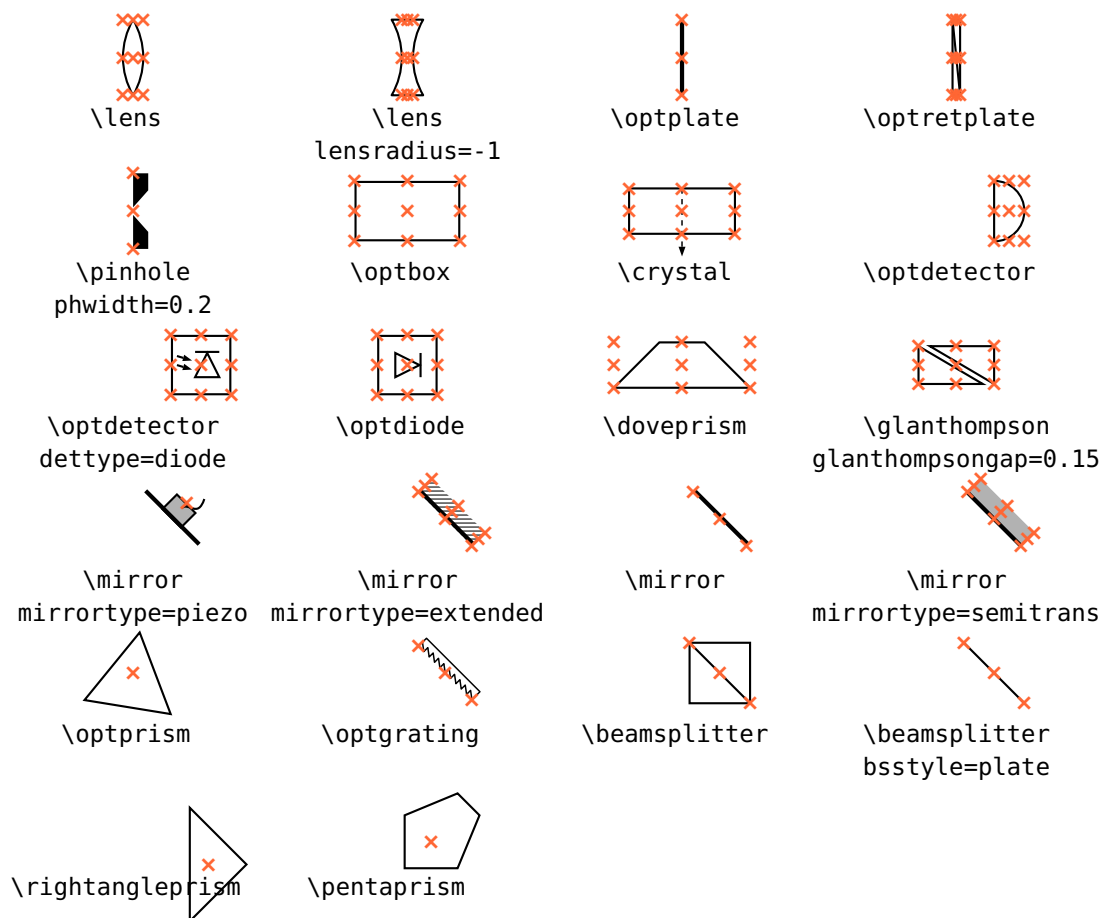 \lens
\lens
\optplate
\optretplate
lensradius=-1
\pinhole
\optbox
\crystal
\optdetector
phwidth=0.2
\optdetector
\optdiode
\doveprism
\glanthompson
dettype=diode
glanthompsongap=0.15
\mirror
\mirror
\mirror
\mirror
mirrortype=piezo
mirrortype=extended
mirrortype=semitrans
\optprism
\optgrating
\beamsplitter
\beamsplitter
bsstyle=plate
\rightangleprism
\pentaprism